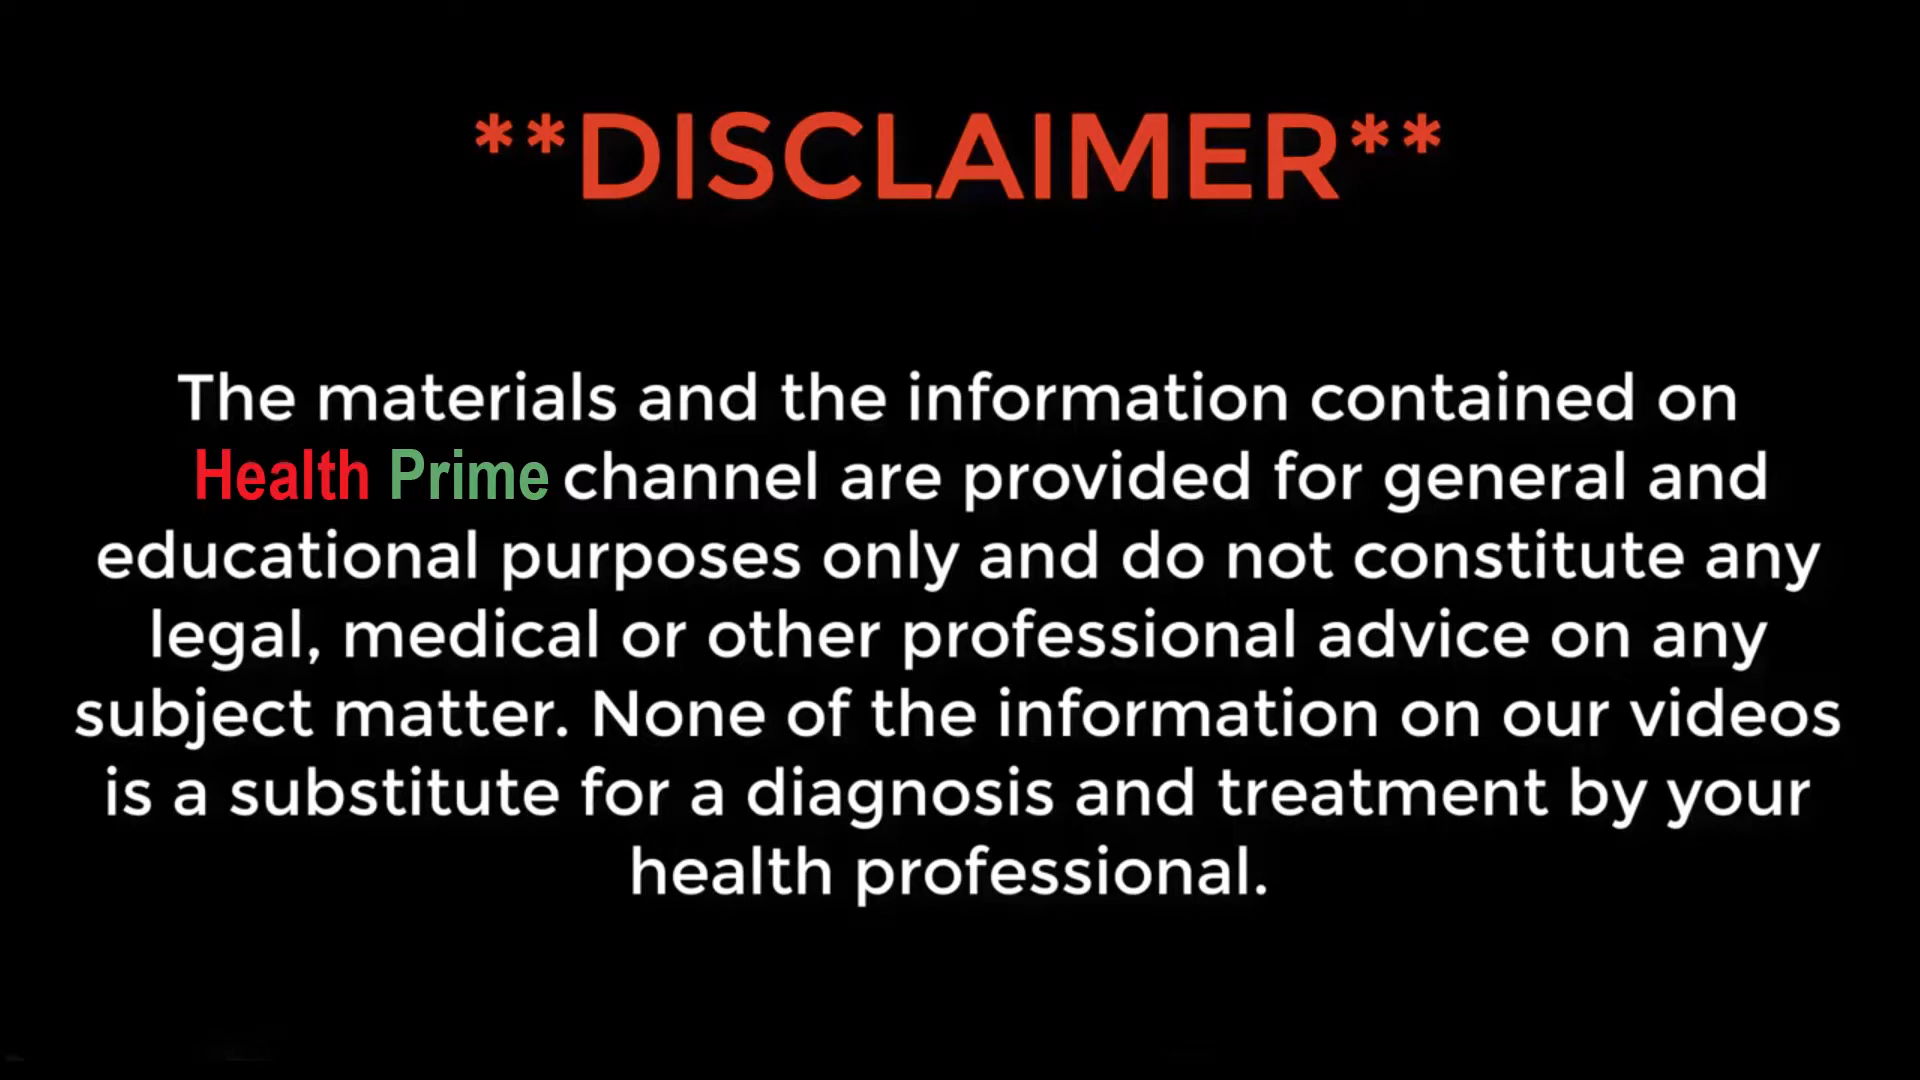 **DISCLAIMER**
The materials and the information contained on
Health Prime channel are provided for general and
educational purposes only and do not constitute any
legal, medical or other professional advice on any
subject matter. None of the information on our videos
is a substitute for a diagnosis and treatment by your
health professional.